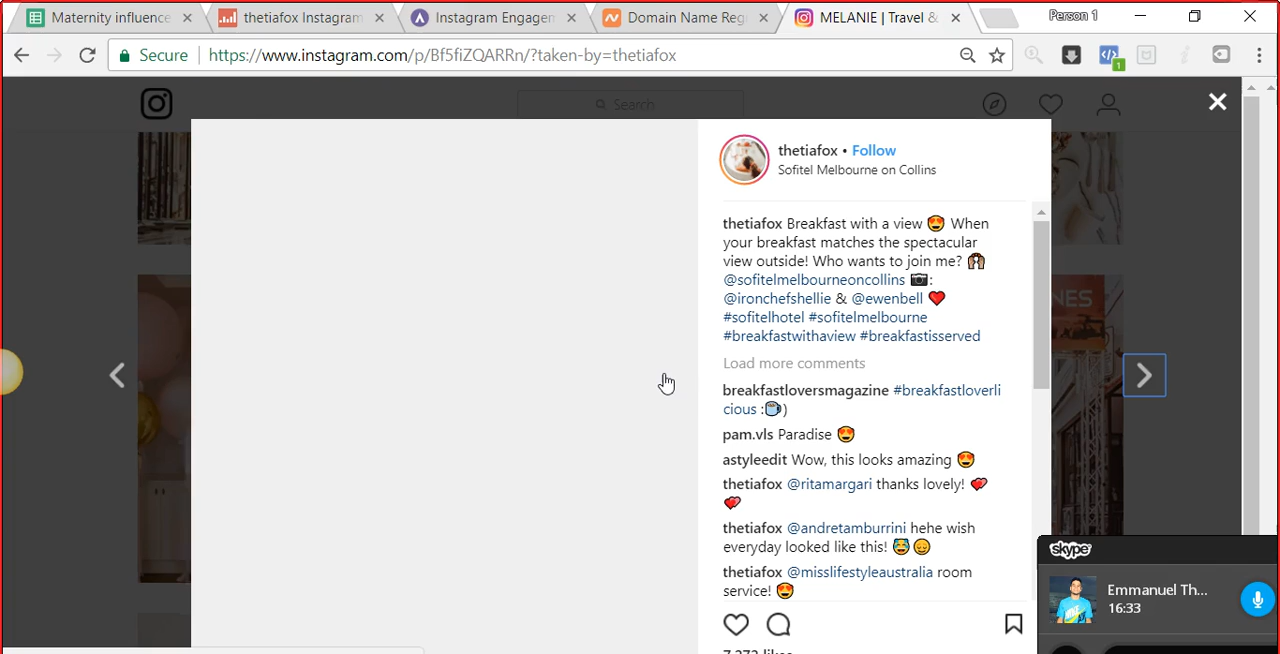 Maternity influence
thetiafox Instagram
Instagram Engagem
Domain Name Reg
MELANIE | Travel &
Person 1
Secure
https://www.instagram.com/p/Bf5fiZQARRn/?taken-by=thetiafox
1
Search
thetiafox • Follow
Sofitel Melbourne on Collins
thetiafox Breakfast with a view 😍 When
your breakfast matches the spectacular
view outside! Who wants to join me? 🙌🏽
@sofitelmelbourneoncollins 📷:
@ironchefshellie & @ewenbell ❤️
#sofitelhotel #sofitelmelbourne
#breakfastwithaview #breakfastisserved
Load more comments
breakfastloversmagazine #breakfastloverli
cious :☕)
pam.vls Paradise 😍
astyleedit Wow, this looks amazing 😍
thetiafox @ritamargari thanks lovely! 💕
💕
thetiafox @andretamburrini hehe wish
everyday looked like this!
thetiafox @misslifestyleaustralia room
service! 😍
skype
Emmanuel Th...
16:33